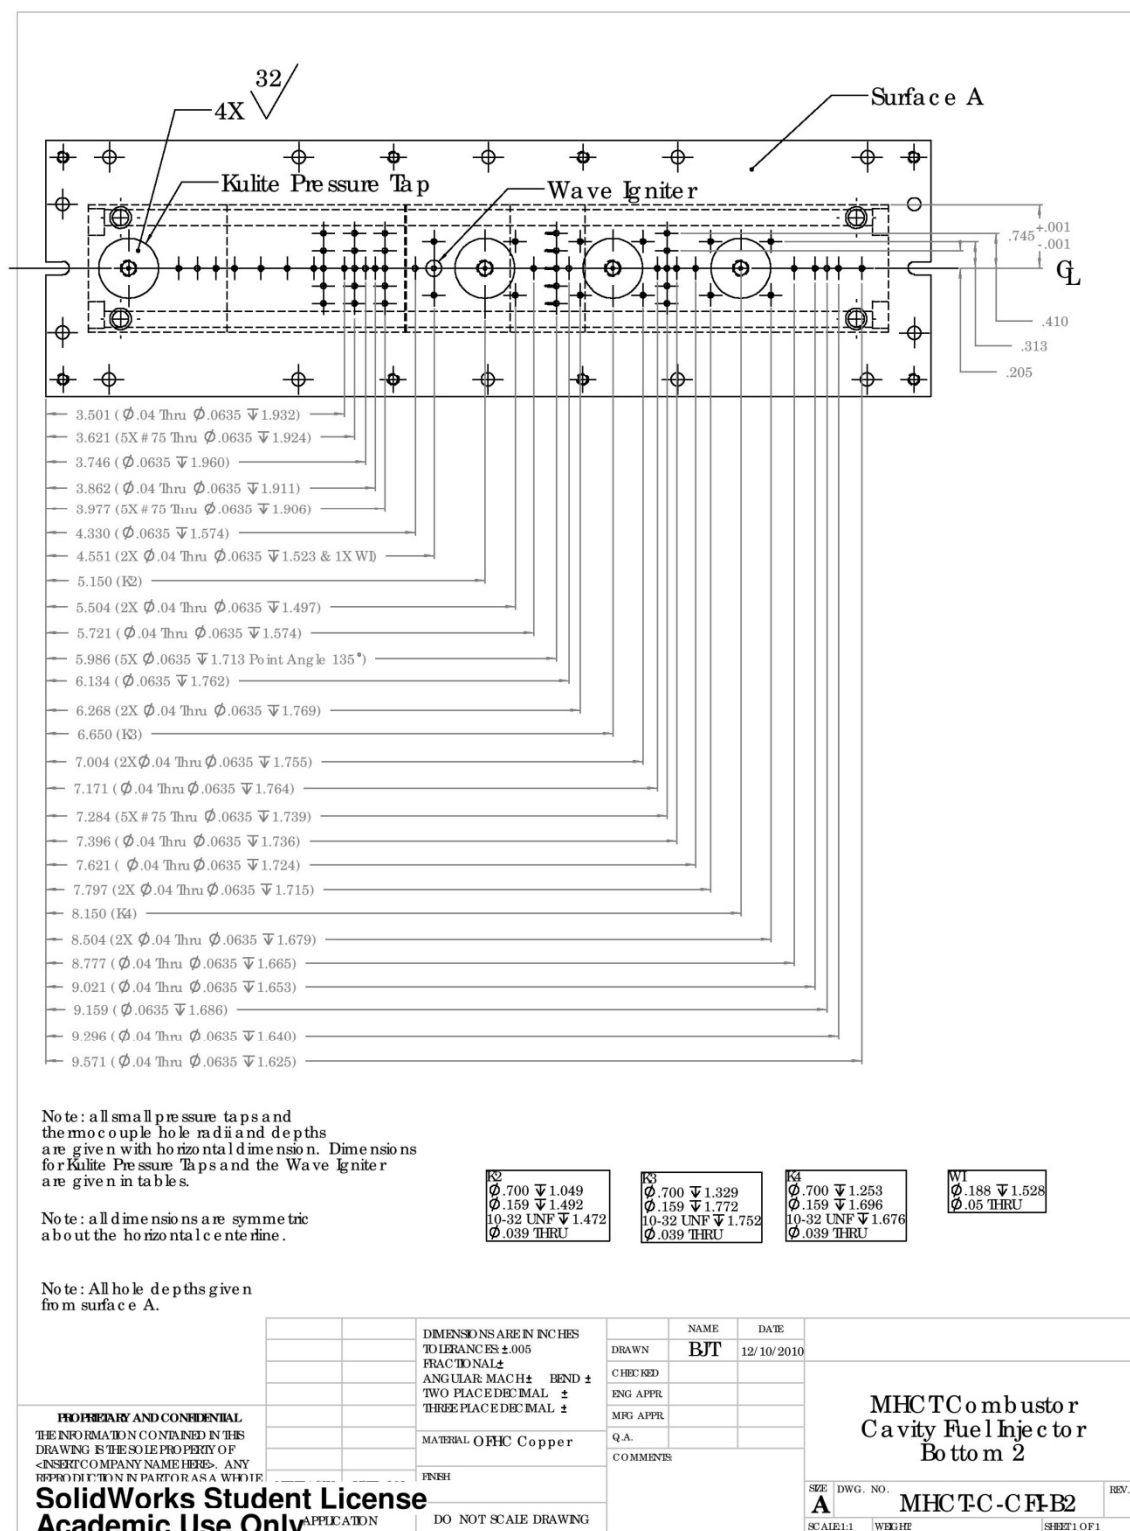 32
4X
Surface A
Kulite Pressure Tap
Wave Igniter
.745 +.001 -.001
CL
.410
.313
.205
3.501 (Ø.04 Thru Ø.0635 ↧1.932)
3.621 (5X #75 Thru Ø.0635 ↧1.924)
3.746 (Ø.0635 ↧1.960)
3.862 (Ø.04 Thru Ø.0635 ↧1.911)
3.977 (5X #75 Thru Ø.0635 ↧1.906)
4.330 (Ø.0635 ↧1.574)
4.551 (2X Ø.04 Thru Ø.0635 ↧1.523 & 1X WI)
5.150 (K2)
5.504 (2X Ø.04 Thru Ø.0635 ↧1.497)
5.721 (Ø.04 Thru Ø.0635 ↧1.574)
5.986 (5X Ø.0635 ↧1.713 Point Angle 135°)
6.134 (Ø.0635 ↧1.762)
6.268 (2X Ø.04 Thru Ø.0635 ↧1.769)
6.650 (K3)
7.004 (2X Ø.04 Thru Ø.0635 ↧1.755)
7.171 (Ø.04 Thru Ø.0635 ↧1.764)
7.284 (5X #75 Thru Ø.0635 ↧1.739)
7.396 (Ø.04 Thru Ø.0635 ↧1.736)
7.621 (Ø.04 Thru Ø.0635 ↧1.724)
7.797 (2X Ø.04 Thru Ø.0635 ↧1.715)
8.150 (K4)
8.504 (2X Ø.04 Thru Ø.0635 ↧1.679)
8.777 (Ø.04 Thru Ø.0635 ↧1.665)
9.021 (Ø.04 Thru Ø.0635 ↧1.653)
9.159 (Ø.0635 ↧1.686)
9.296 (Ø.04 Thru Ø.0635 ↧1.640)
9.571 (Ø.04 Thru Ø.0635 ↧1.625)
Note: all small pressure taps and
thermocouple hole radii and depths
are given with horizontal dimension. Dimensions
for Kulite Pressure Taps and the Wave Igniter
are given in tables.
Note: all dimensions are symmetric
about the horizontal centerline.
Note: All hole depths given
from surface A.
K2
Ø.700 ↧1.049
Ø.159 ↧1.492
10-32 UNF ↧1.472
Ø.039 THRU
K3
Ø.700 ↧1.329
Ø.159 ↧1.772
10-32 UNF ↧1.752
Ø.039 THRU
K4
Ø.700 ↧1.253
Ø.159 ↧1.696
10-32 UNF ↧1.676
Ø.039 THRU
WI
Ø.188 ↧1.528
Ø.05 THRU
PROPRIETARY AND CONFIDENTIAL
THE INFORMATION CONTAINED IN THIS
DRAWING IS THE SOLE PROPERTY OF
<INSERT COMPANY NAME HERE>. ANY
REPRODUCTION IN PART OR AS A WHOLE
SolidWorks Student License
Academic Use Only
APPLICATION
DIMENSIONS ARE IN INCHES
TOLERANCES: ±.005
FRACTIONAL ±
ANGULAR: MACH ± BEND ±
TWO PLACE DECIMAL ±
THREE PLACE DECIMAL ±
MATERIAL OFHC Copper
FINISH
DO NOT SCALE DRAWING
NAME DATE
DRAWN BJT 12/10/2010
CHECKED
ENG APPR.
MFG APPR.
Q.A.
COMMENTS:
MHCT Combustor
Cavity Fuel Injector
Bottom 2
SIZE DWG. NO. REV.
A MHCT-C-CFI-B2
SCALE:1:1 WEIGHT: SHEET 1 OF 1